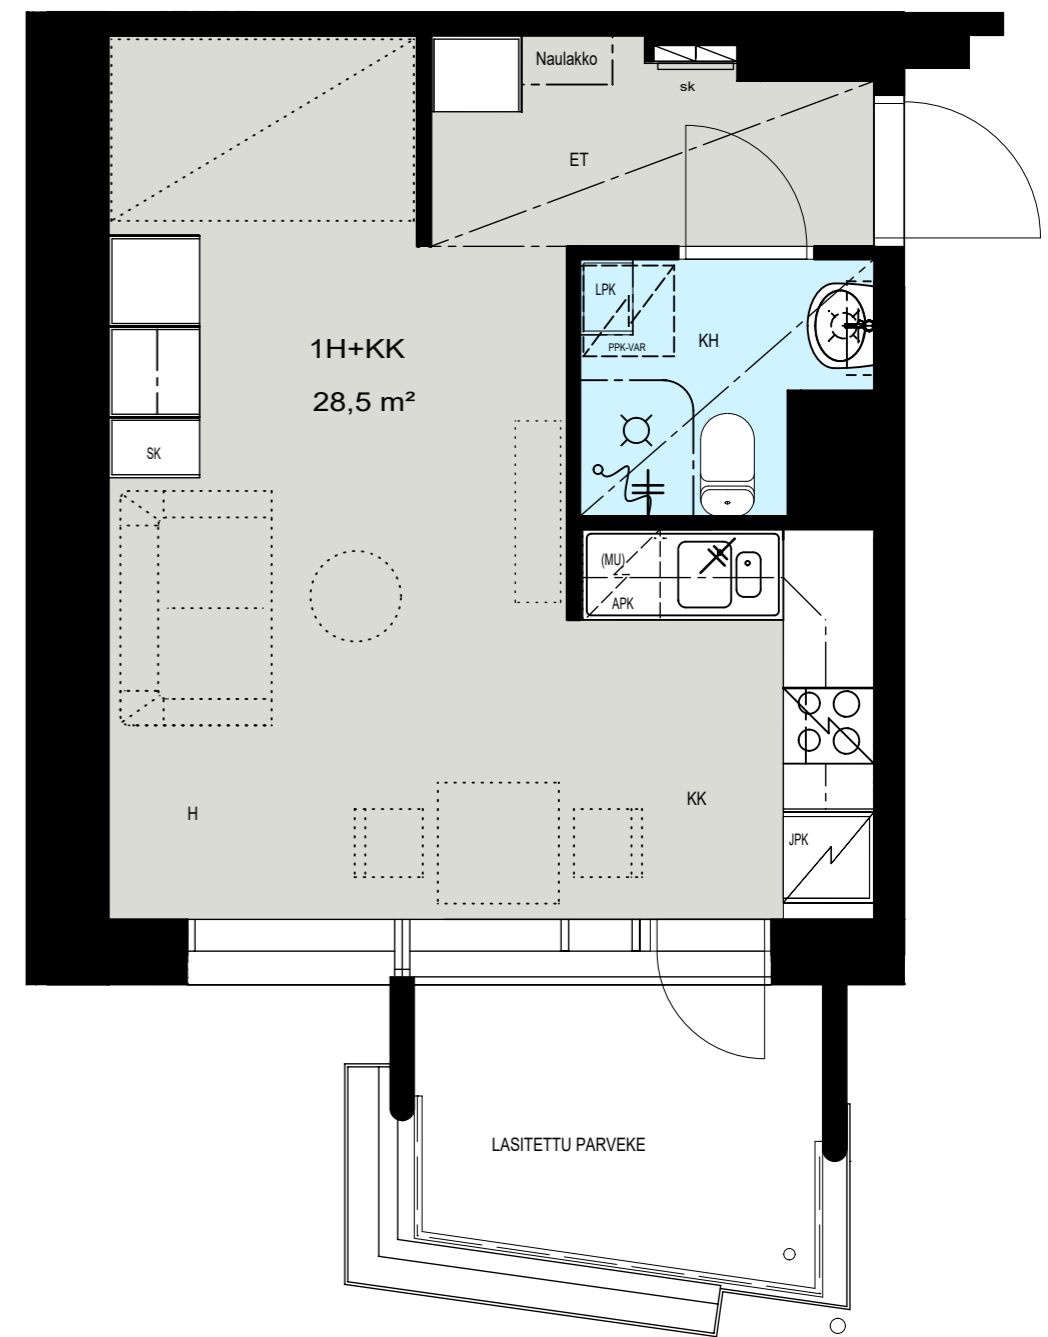 Naulakko
sk
ET
LPK
PPK-VAR
KH
1H+KK
28,5 m²
SK
(MU)
APK
H
KK
JPK
LASITETTU PARVEKE